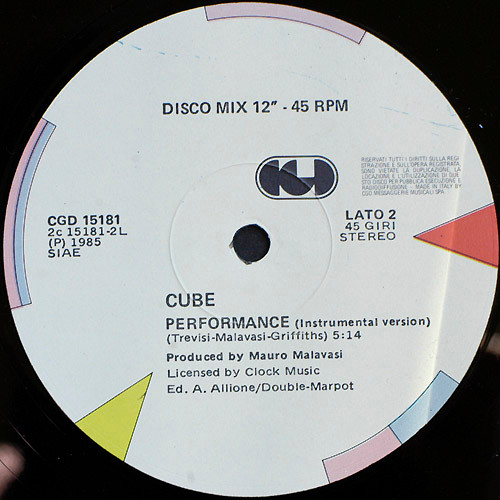 DISCO MIX 12" - 45 RPM
CGD
RISERVATI TUTTI I DIRITTI SULLA REGI
STRAZIONE E SULL'OPERA REGISTRATA
SONO VIETATE LA DUPLICAZIONE, LA
LOCAZIONE E L'UTILIZZAZIONE DI QUE
STO DISCO PER PUBBLICA ESECUZIONE E
RADIODIFFUSIONE - MADE IN ITALY BY
CGD MESSAGGERIE MUSICALI SPA
CGD 15181
2c 15181-2L
(P) 1985
SIAE
LATO 2
45 GIRI
STEREO
CUBE
PERFORMANCE (Instrumental version)
(Trevisi-Malavasi-Griffiths) 5:14
Produced by Mauro Malavasi
Licensed by Clock Music
Ed. A. Allione/Double-Marpot